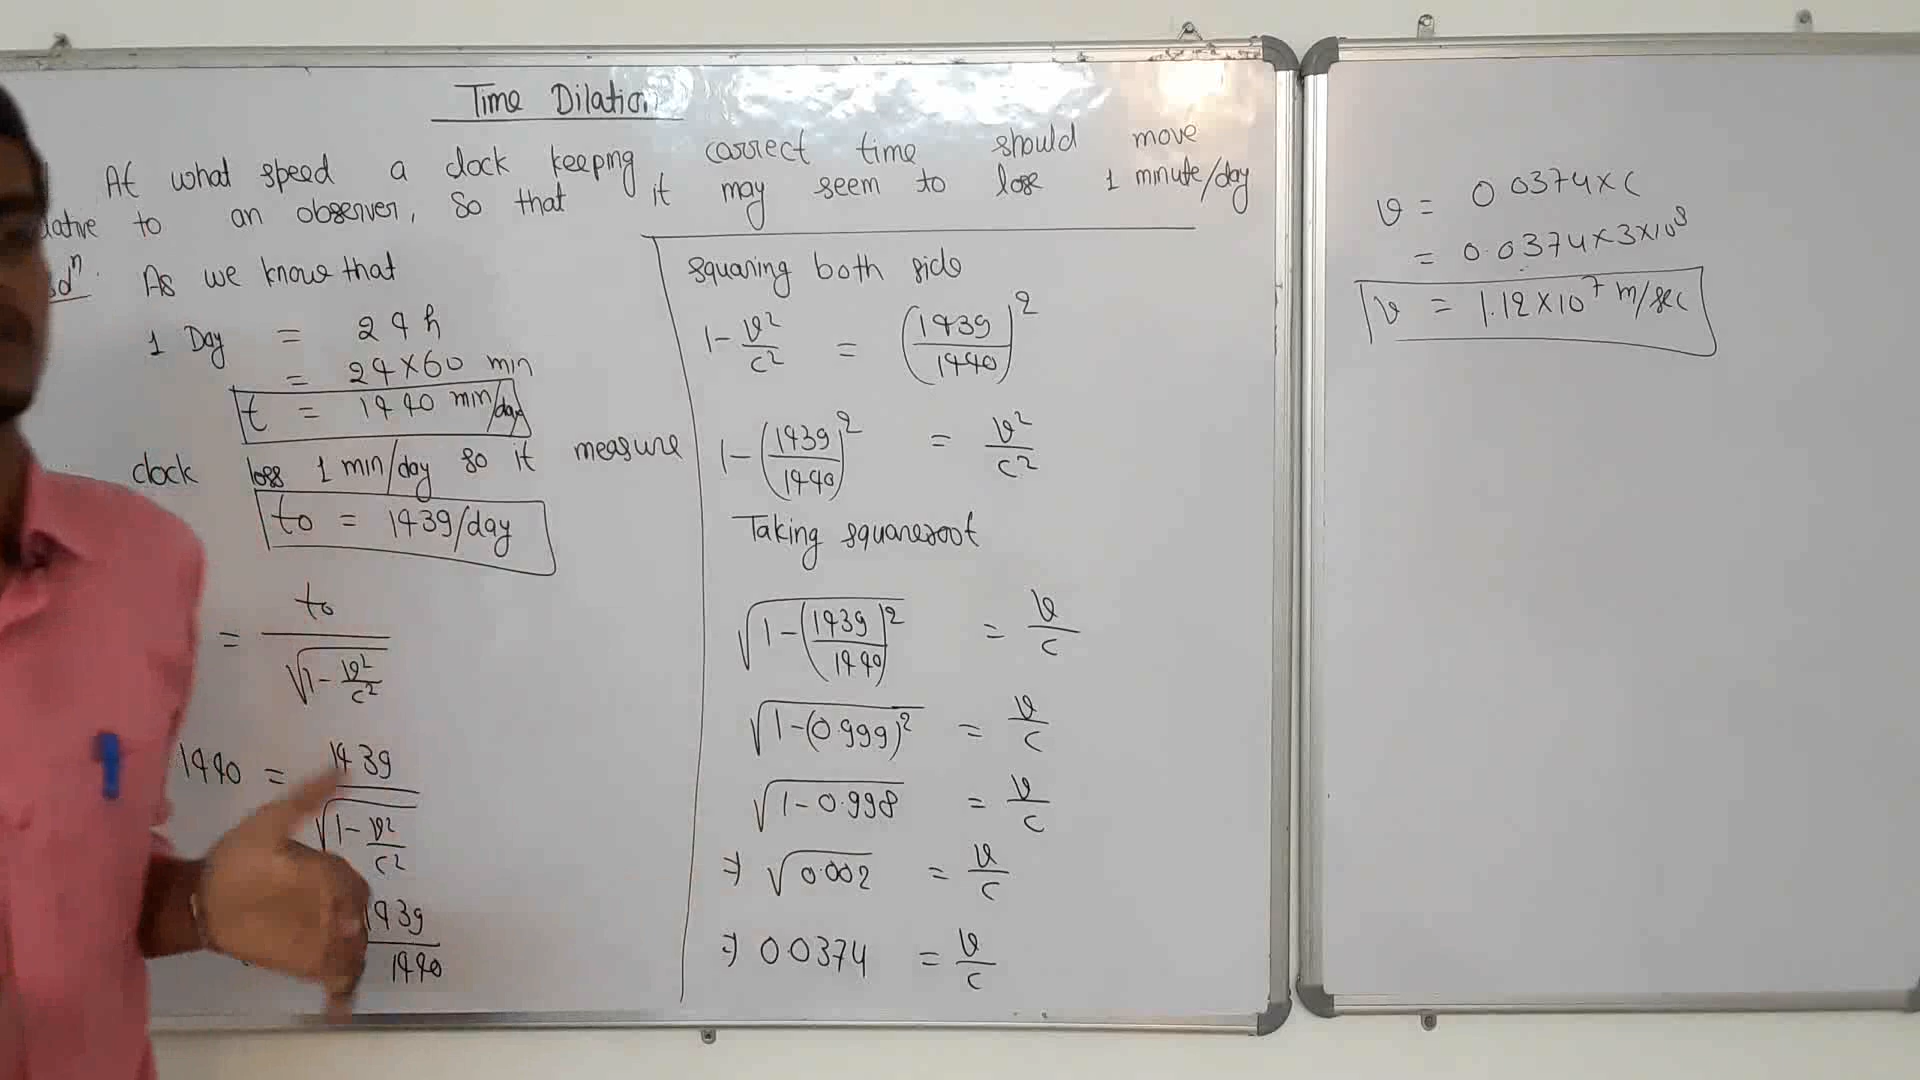 Time Dilation
At what speed a clock keeping correct time should move
lative to an observer, so that it may seem to lose 1 minute/day
As we know that
1 Day = 24 h
= 24×60 min
t = 1440 min/day
clock loss 1 min/day so it measure
to = 1439/day
= to / √(1 - v²/c²)
1440 = 1439 / √(1 - v²/c²)
1439/1440
squaring both side
1 - v²/c² = (1439/1440)²
1 - (1439/1440)² = v²/c²
Taking squareroot
√(1 - (1439/1440)²) = v/c
√(1 - (0.999)²) = v/c
√(1 - 0.998) = v/c
⇒ √0.002 = v/c
⇒ 0.0374 = v/c
v = 0.0374×c
= 0.0374×3×10⁸
v = 1.12×10⁷ m/sec